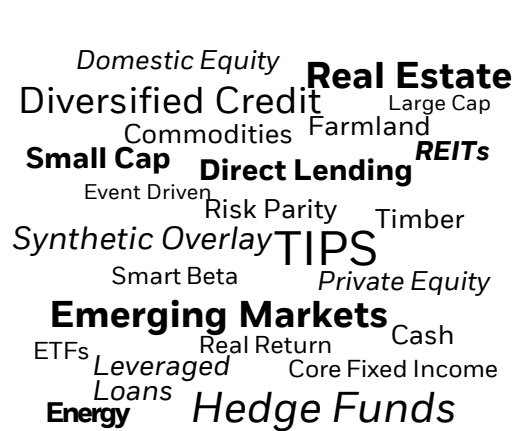 Domestic Equity
Real Estate
Diversified Credit
Large Cap
Commodities
Farmland
Small Cap
Direct Lending
REITs
Event Driven
Risk Parity
Timber
Synthetic Overlay
TIPS
Smart Beta
Private Equity
Emerging Markets
Cash
ETFs
Real Return
Leveraged
Loans
Core Fixed Income
Energy
Hedge Funds